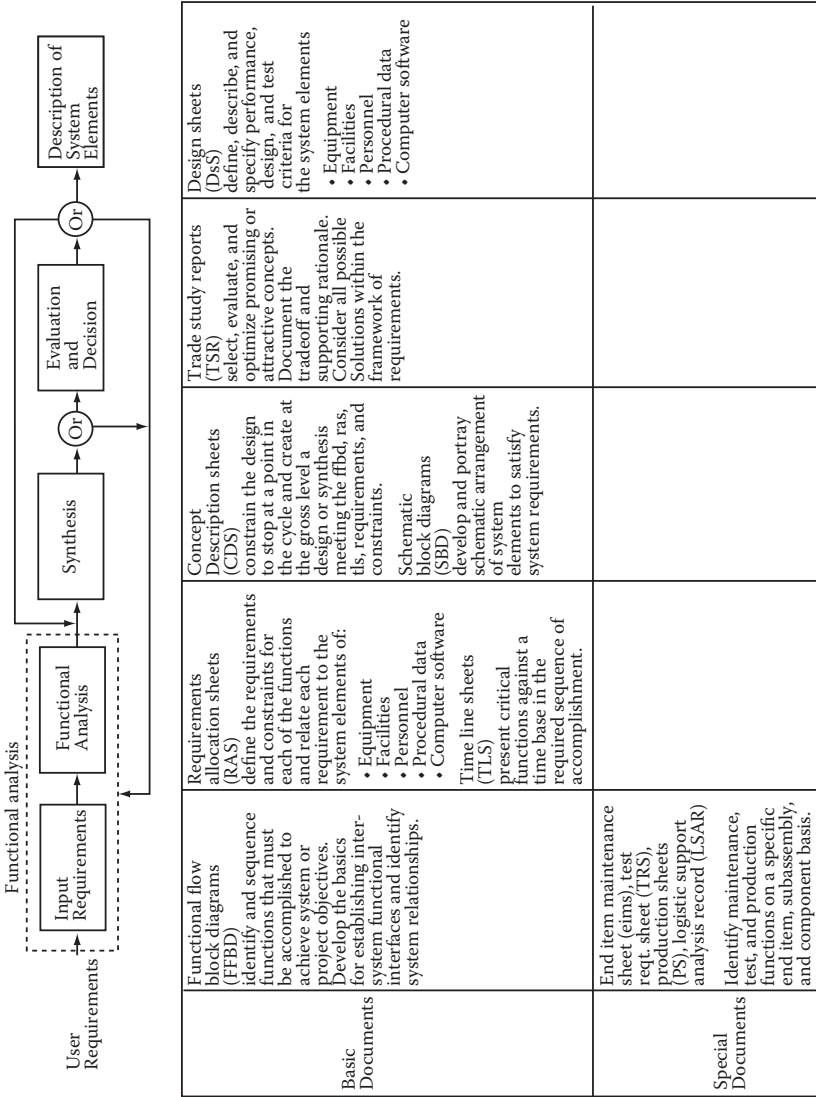 Functional analysis
User
Requirements
Input
Requirements
Functional
Analysis
Synthesis
Or
Evaluation
and
Decision
Or
Description of
System
Elements
Basic
Documents
Functional flow
block diagrams
(FFBD)
identify and sequence
functions that must
be accomplished to
achieve system or
project objectives.
Develop the basics
for establishing inter-
system functional
interfaces and identify
system relationships.
Requirements
allocation sheets
(RAS)
define the requirements
and constraints for
each of the functions
and relate each
requirement to the
system elements of:
• Equipment
• Facilities
• Personnel
• Procedural data
• Computer software
Time line sheets
(TLS)
present critical
functions against a
time base in the
required sequence of
accomplishment.
Concept
Description sheets
(CDS)
constrain the design
to stop at a point in
the cycle and create at
the gross level a
design or synthesis
meeting the ffbd, ras,
tls, requirements, and
constraints.
Schematic
block diagrams
(SBD)
develop and portray
schematic arrangement
of system
elements to satisfy
system requirements.
Trade study reports
(TSR)
select, evaluate, and
optimize promising or
attractive concepts.
Document the
tradeoff and
supporting rationale.
Consider all possible
Solutions within the
framework of
requirements.
Design sheets
(DsS)
define, describe, and
specify performance,
design, and test
criteria for
the system elements
• Equipment
• Facilities
• Personnel
• Procedural data
• Computer software
Special
Documents
End item maintenance
sheet (eims), test
reqt. sheet (TRS),
production sheets
(PS), logistic support
analysis record (LSAR)
Identify maintenance,
test, and production
functions on a specific
end item, subassembly,
and component basis.